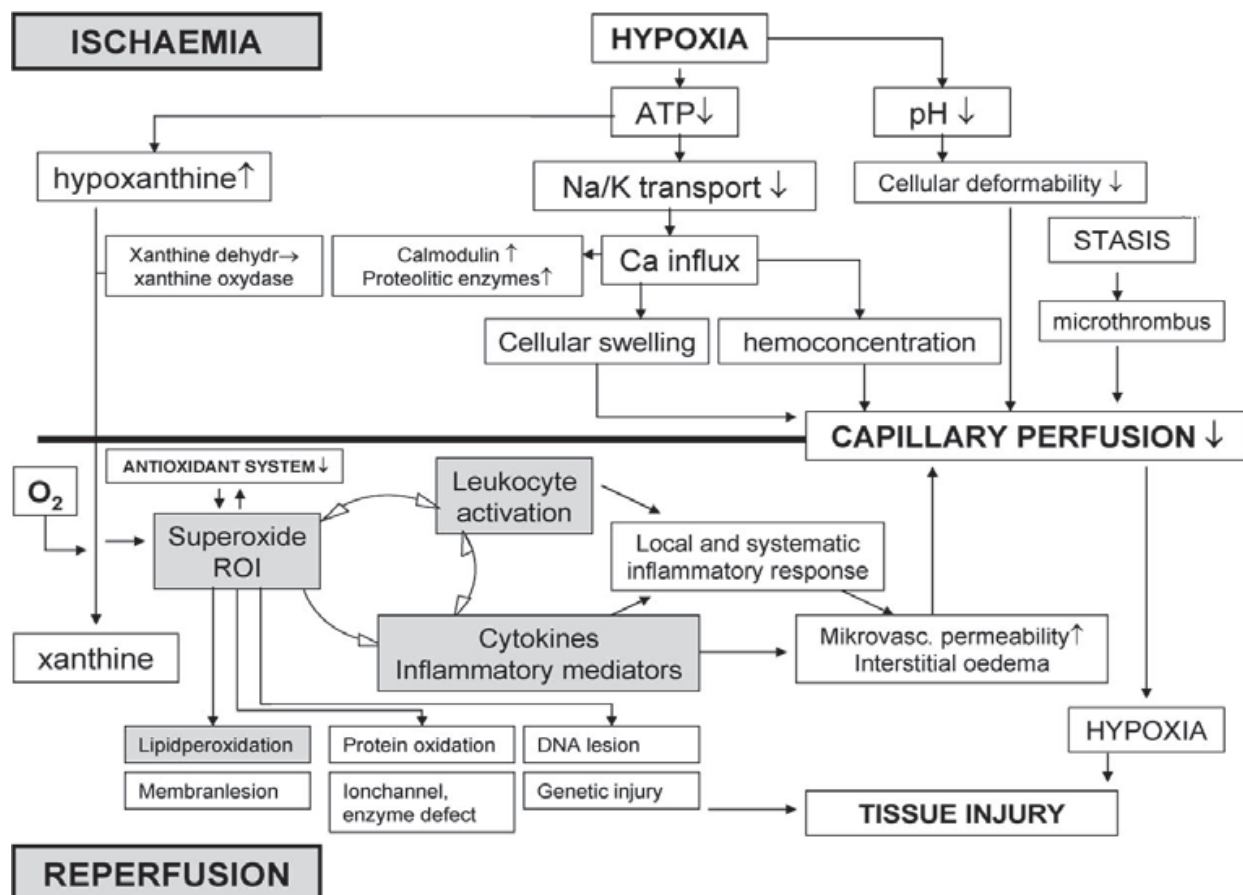 ISCHAEMIA
HYPOXIA
ATP↓
pH ↓
hypoxanthine↑
Na/K transport ↓
Cellular deformability ↓
Xanthine dehydr→
xanthine oxydase
Calmodulin ↑
Proteolitic enzymes↑
Ca influx
STASIS
microthrombus
Cellular swelling
hemoconcentration
CAPILLARY PERFUSION ↓
ANTIOXIDANT SYSTEM↓
O₂
Superoxide
ROI
Leukocyte
activation
Local and systematic
inflammatory response
xanthine
Cytokines
Inflammatory mediators
Mikrovasc. permeability↑
Interstitial oedema
Lipidperoxidation
Protein oxidation
DNA lesion
HYPOXIA
Membranlesion
Ionchannel,
enzyme defect
Genetic injury
TISSUE INJURY
REPERFUSION